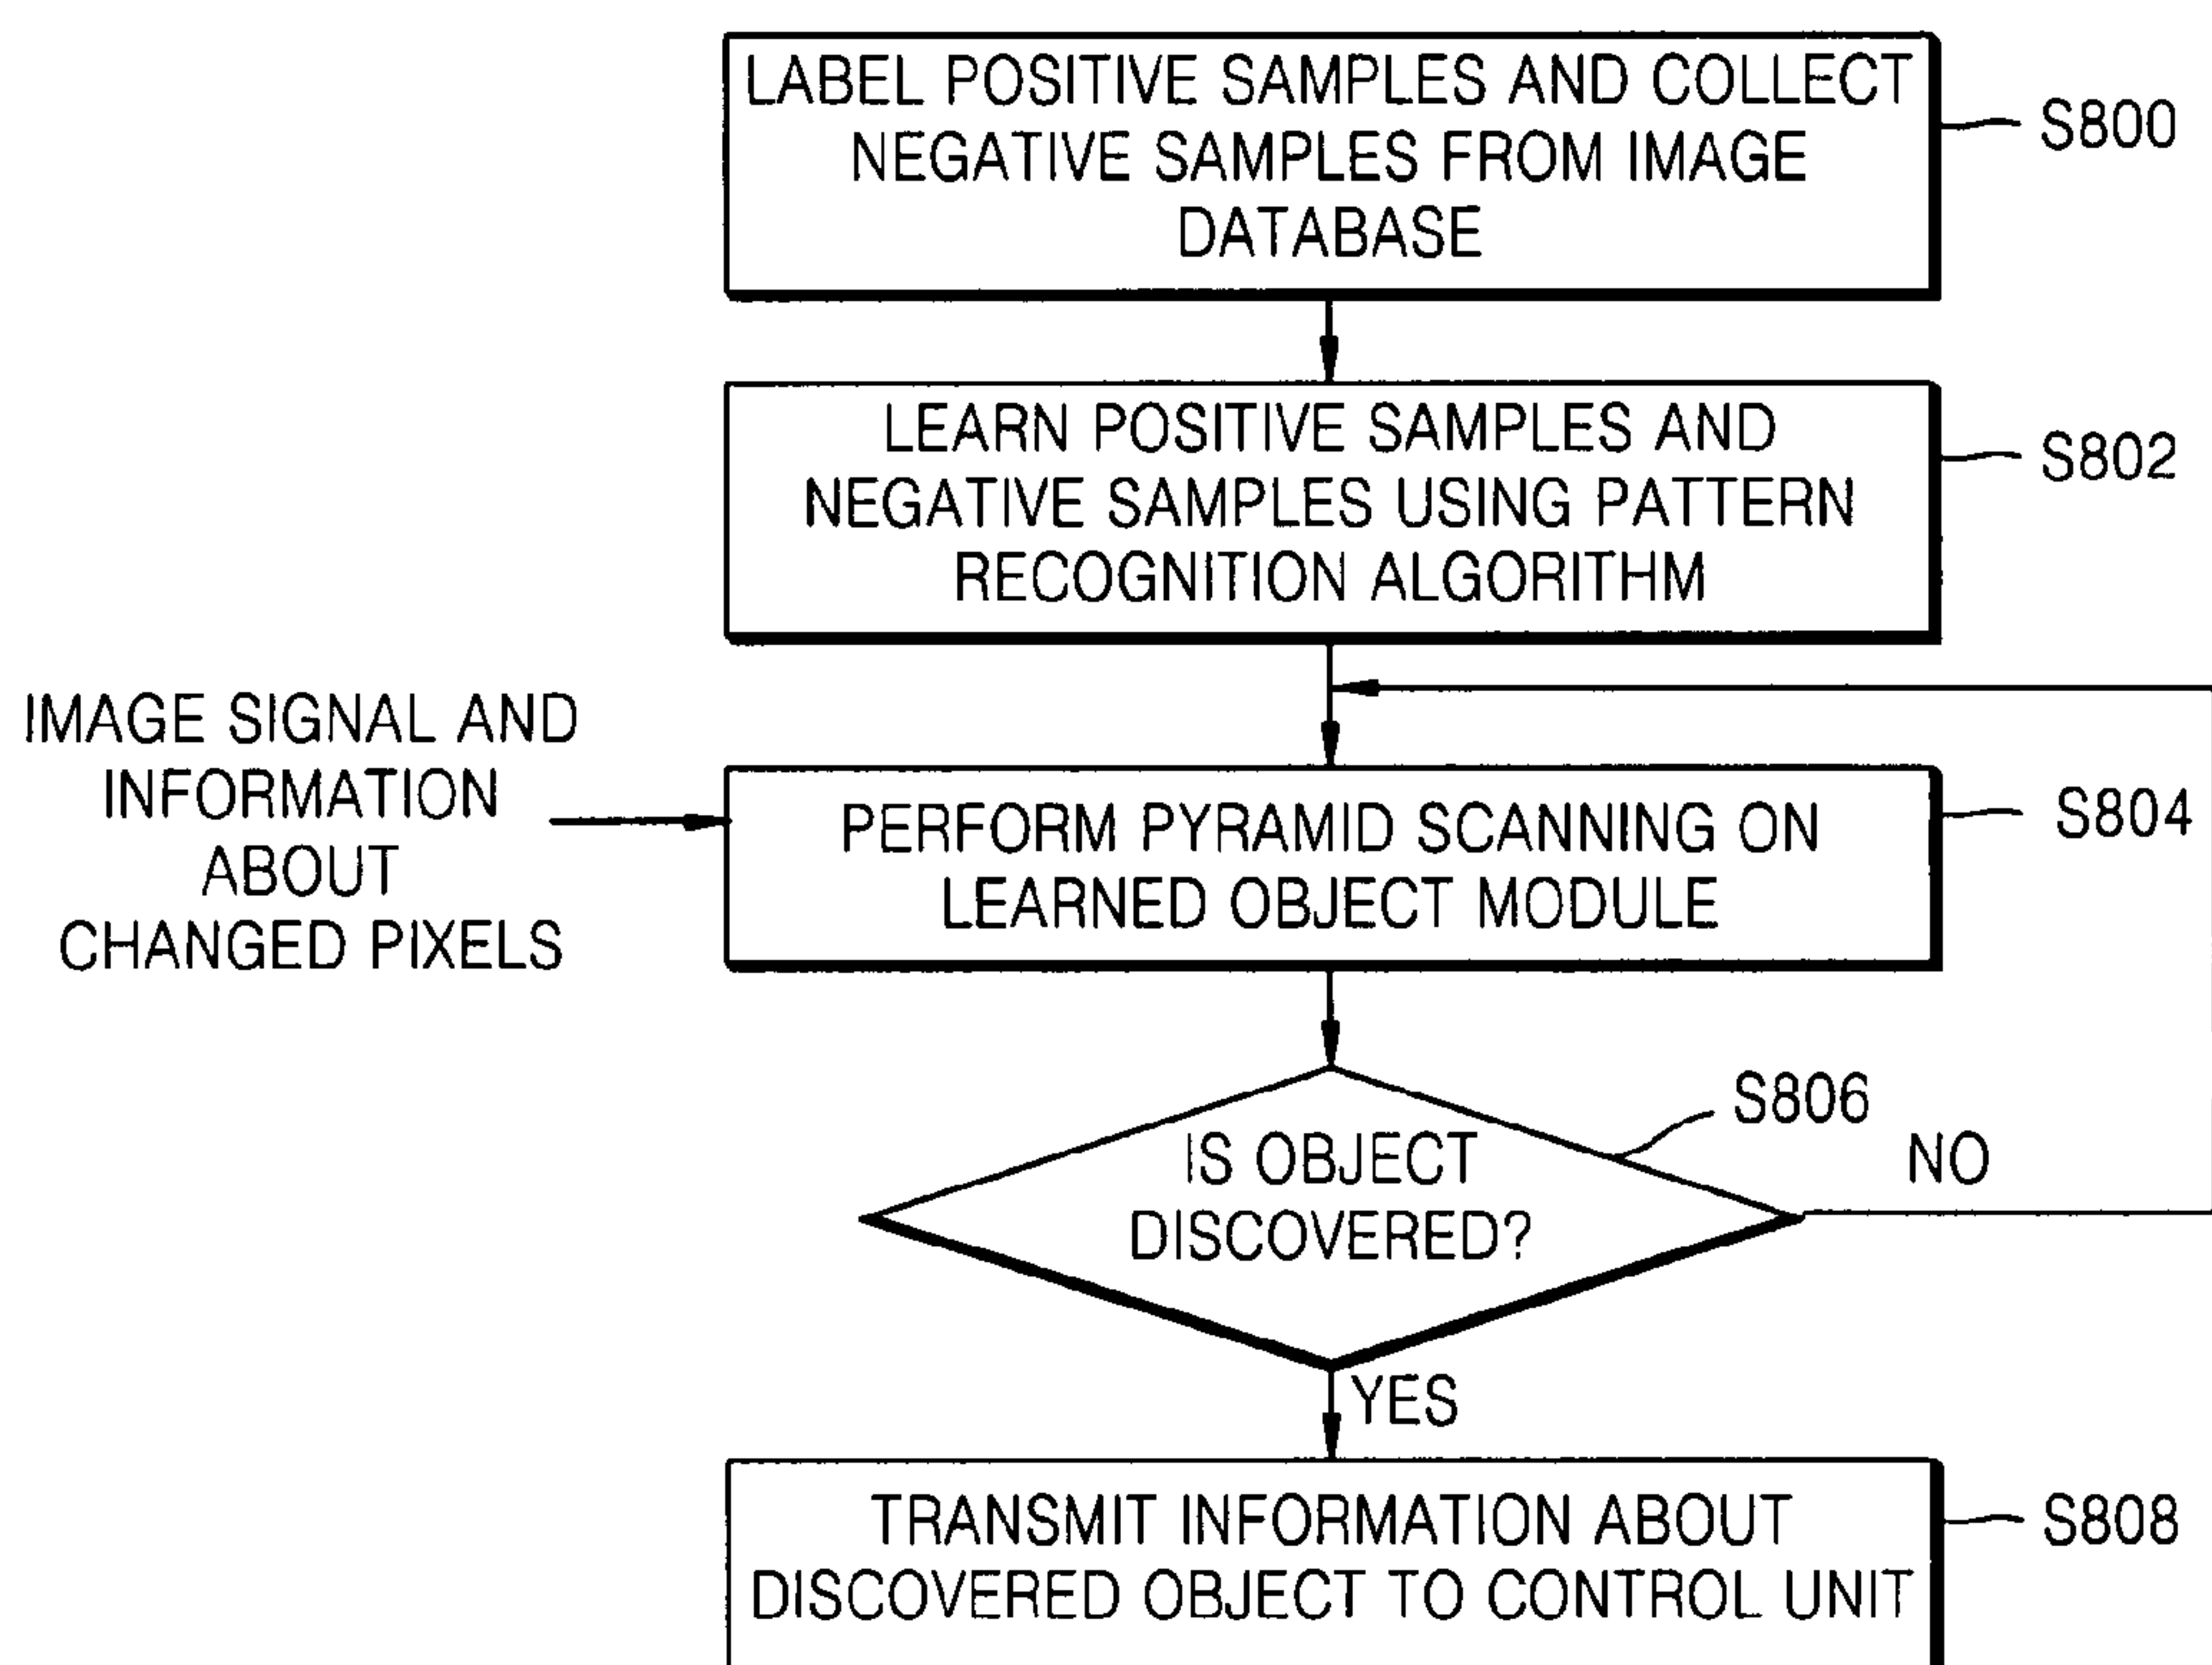 LABEL POSITIVE SAMPLES AND COLLECT
NEGATIVE SAMPLES FROM IMAGE
DATABASE
S800
LEARN POSITIVE SAMPLES AND
NEGATIVE SAMPLES USING PATTERN
RECOGNITION ALGORITHM
S802
IMAGE SIGNAL AND
INFORMATION
ABOUT
CHANGED PIXELS
PERFORM PYRAMID SCANNING ON
LEARNED OBJECT MODULE
S804
IS OBJECT
DISCOVERED?
S806
NO
YES
TRANSMIT INFORMATION ABOUT
DISCOVERED OBJECT TO CONTROL UNIT
S808